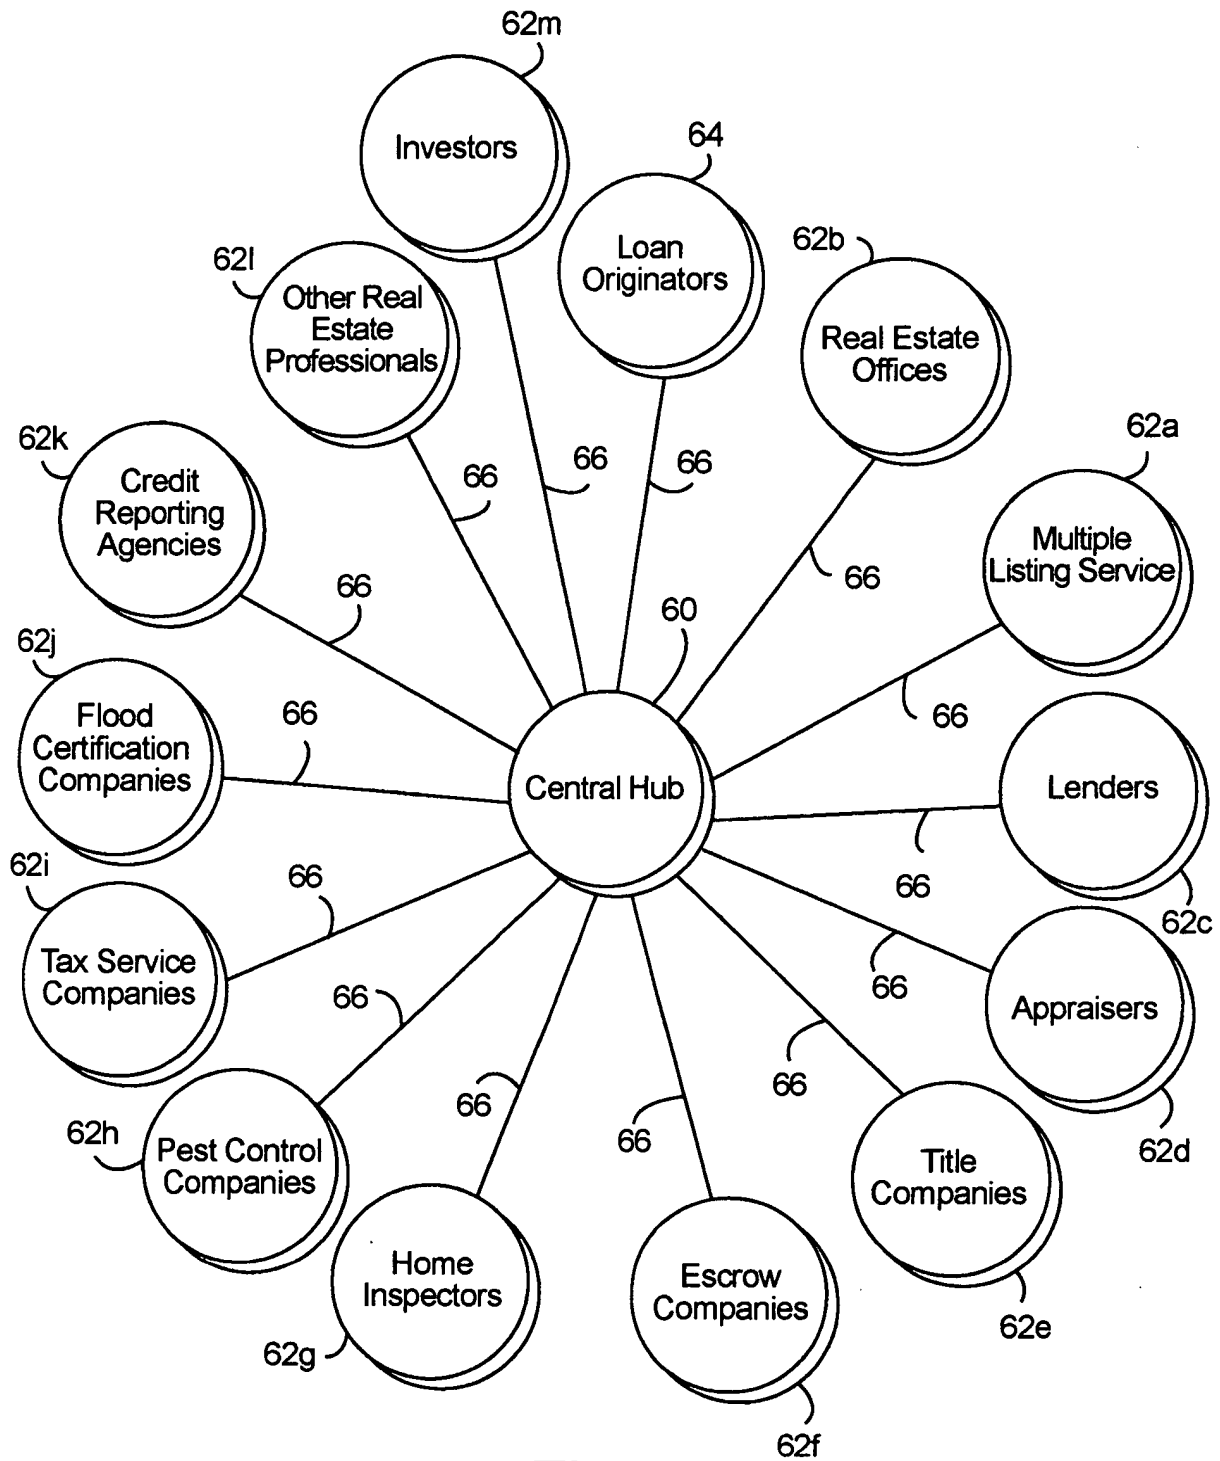 62m
Investors
64
Loan
Originators
62b
Real Estate
Offices
62l
Other Real
Estate
Professionals
62a
Multiple
Listing Service
62k
Credit
Reporting
Agencies
66
66
66
66
66
60
62j
Flood
Certification
Companies
66
66
Central Hub
Lenders
62c
66
62i
Tax Service
Companies
66
66
Appraisers
62d
66
66
62h
Pest Control
Companies
66
66
Title
Companies
62e
Home
Inspectors
62g
Escrow
Companies
62f